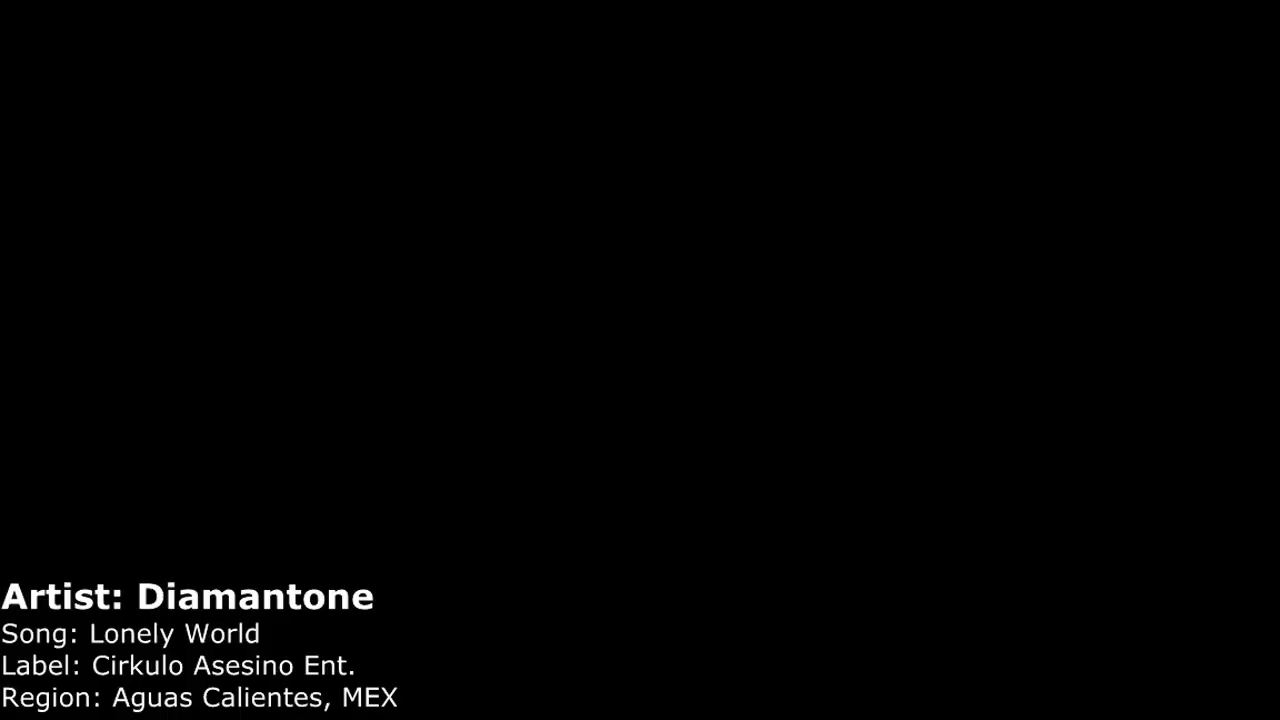 Artist: Diamantone
Song: Lonely World
Label: Cirkulo Asesino Ent.
Region: Aguas Calientes, MEX